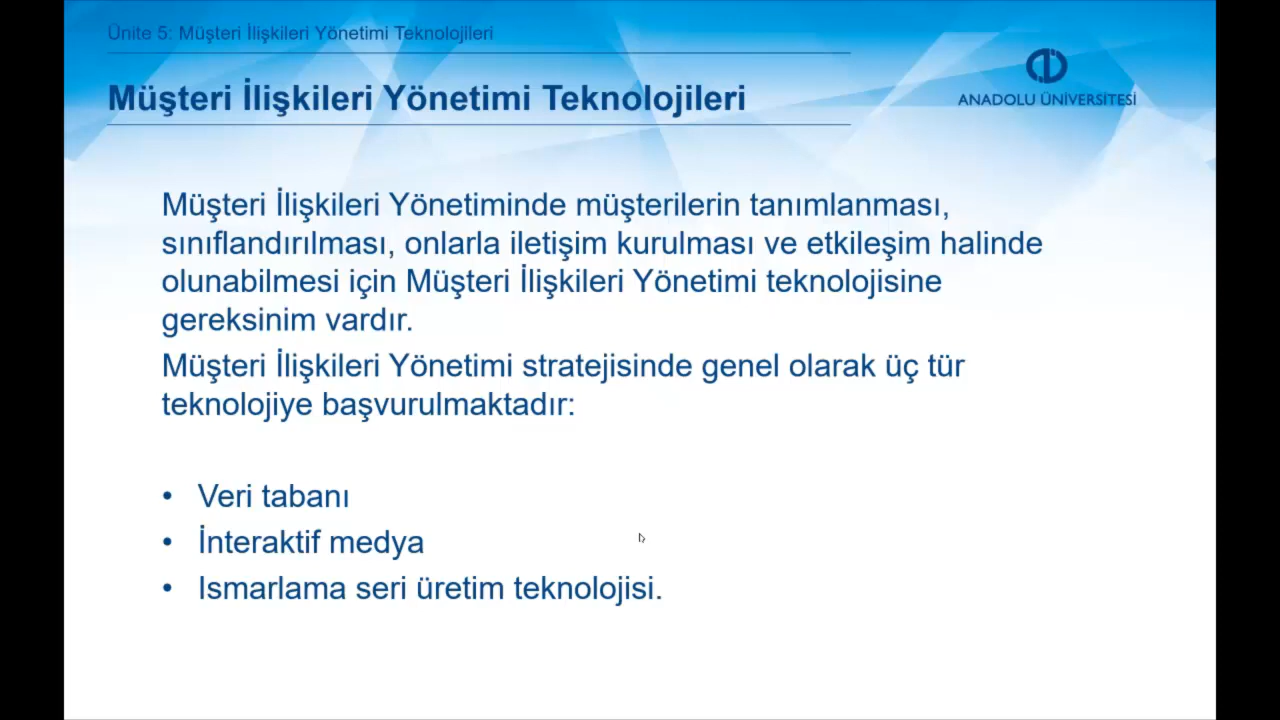 Ünite 5: Müşteri İlişkileri Yönetimi Teknolojileri
Müşteri İlişkileri Yönetimi Teknolojileri
ANADOLU ÜNİVERSİTESİ
Müşteri İlişkileri Yönetiminde müşterilerin tanımlanması,
sınıflandırılması, onlarla iletişim kurulması ve etkileşim halinde
olunabilmesi için Müşteri İlişkileri Yönetimi teknolojisine
gereksinim vardır.
Müşteri İlişkileri Yönetimi stratejisinde genel olarak üç tür
teknolojiye başvurulmaktadır:
• Veri tabanı
• İnteraktif medya
• Ismarlama seri üretim teknolojisi.